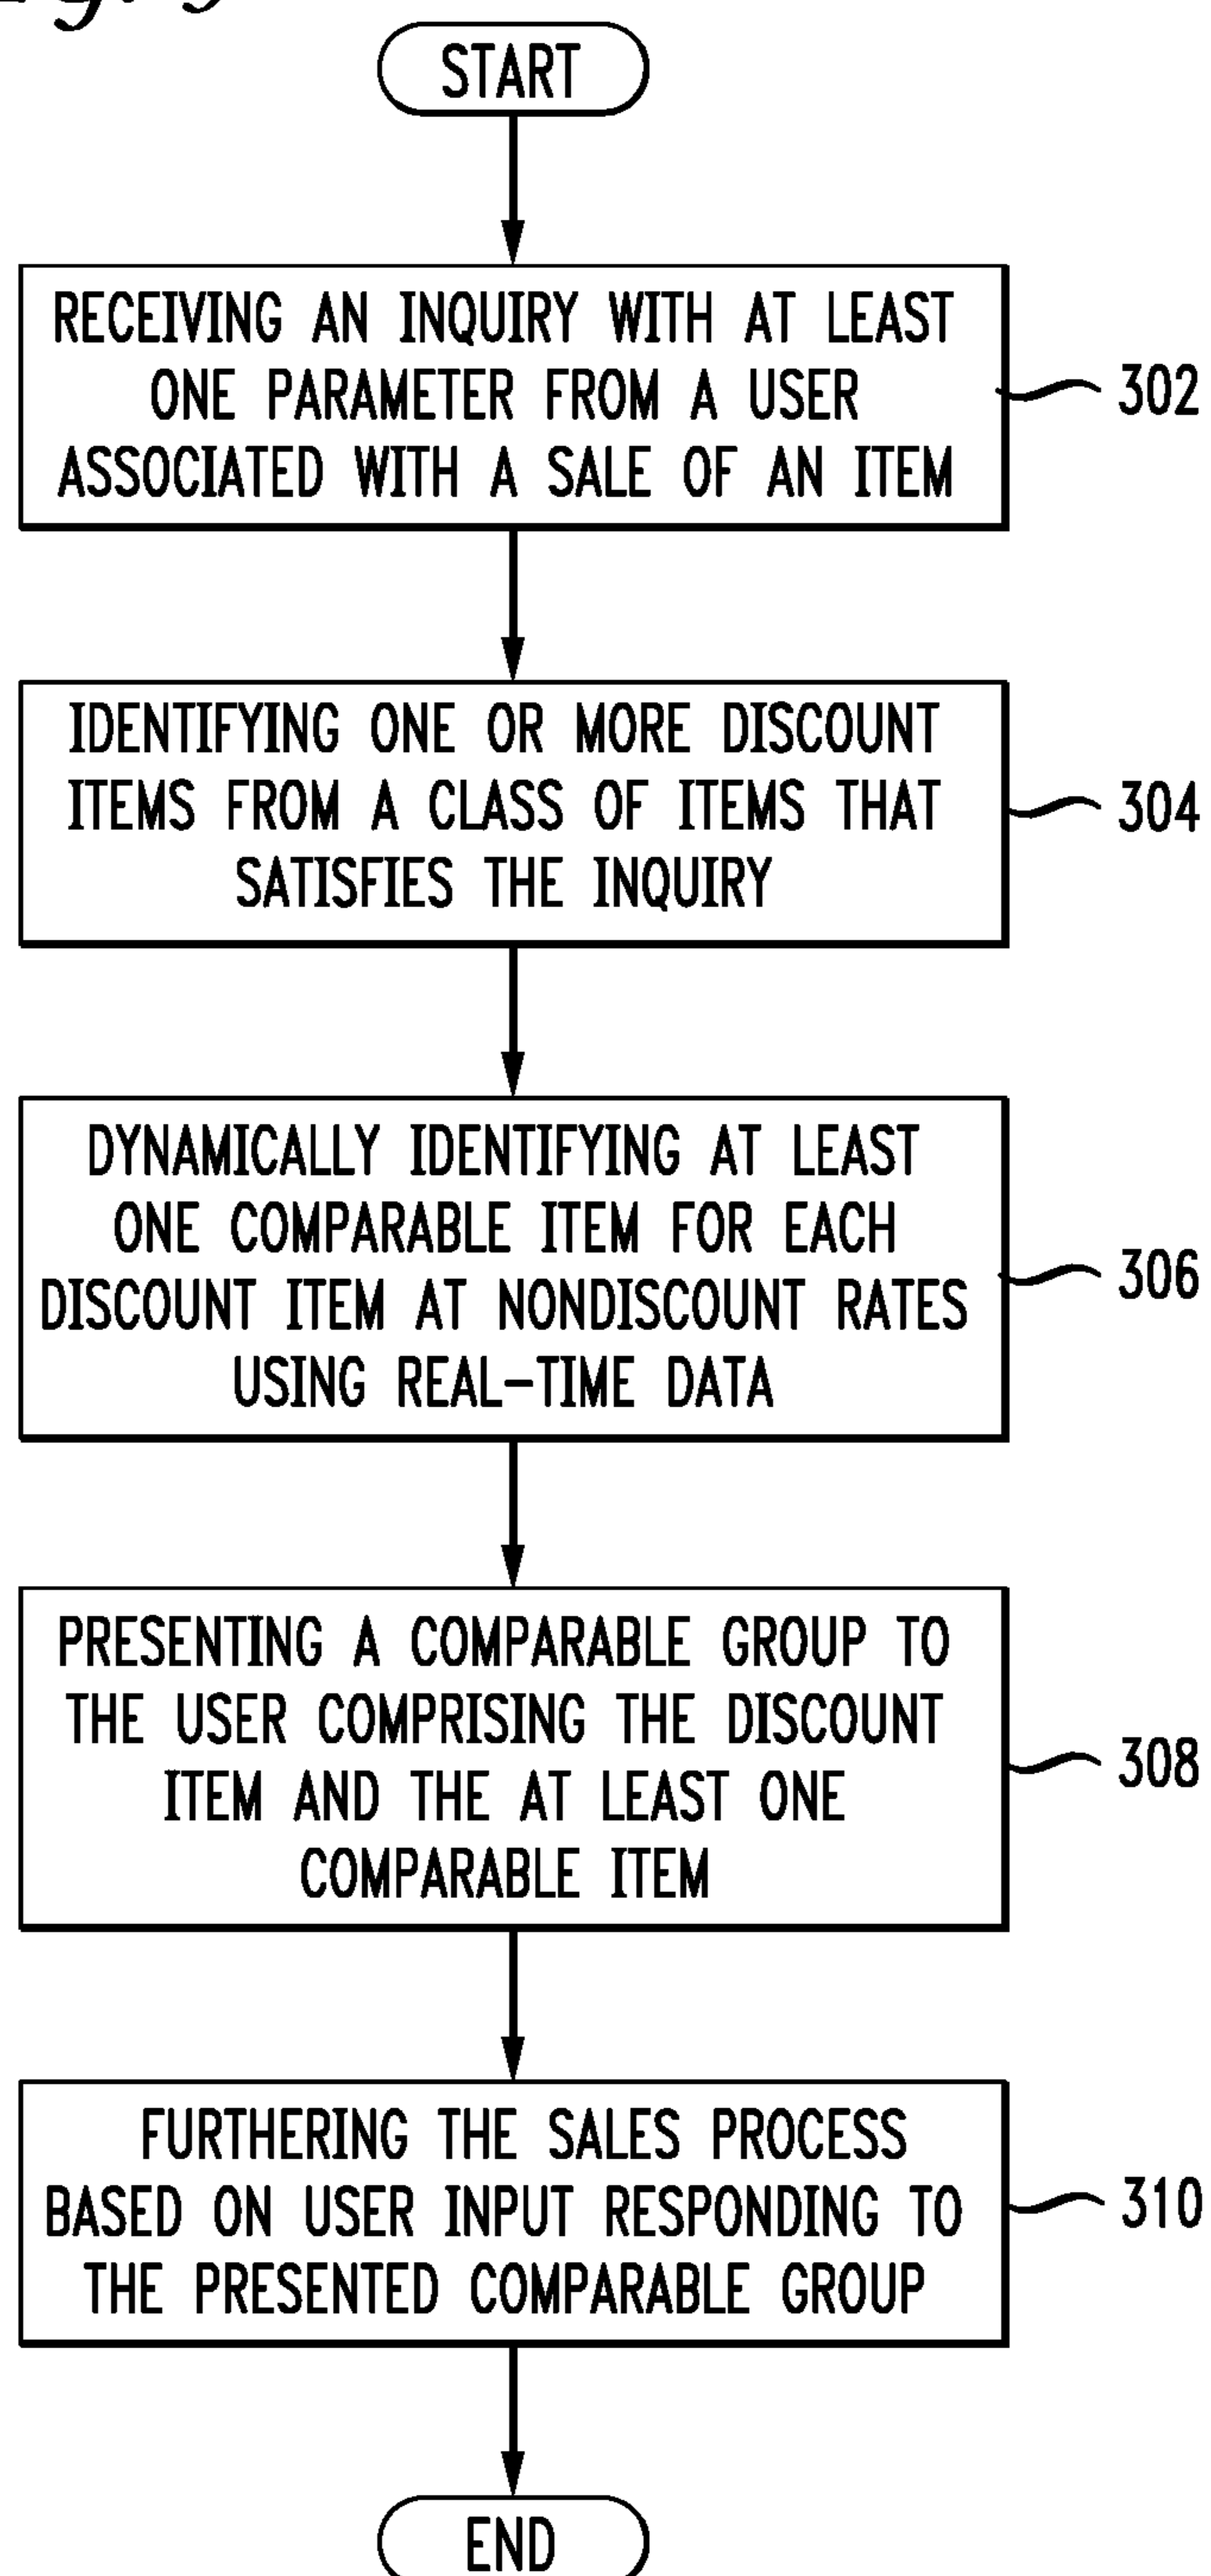 START
RECEIVING AN INQUIRY WITH AT LEAST
ONE PARAMETER FROM A USER
ASSOCIATED WITH A SALE OF AN ITEM
302
IDENTIFYING ONE OR MORE DISCOUNT
ITEMS FROM A CLASS OF ITEMS THAT
SATISFIES THE INQUIRY
304
DYNAMICALLY IDENTIFYING AT LEAST
ONE COMPARABLE ITEM FOR EACH
DISCOUNT ITEM AT NONDISCOUNT RATES
USING REAL-TIME DATA
306
PRESENTING A COMPARABLE GROUP TO
THE USER COMPRISING THE DISCOUNT
ITEM AND THE AT LEAST ONE
COMPARABLE ITEM
308
FURTHERING THE SALES PROCESS
BASED ON USER INPUT RESPONDING TO
THE PRESENTED COMPARABLE GROUP
310
END